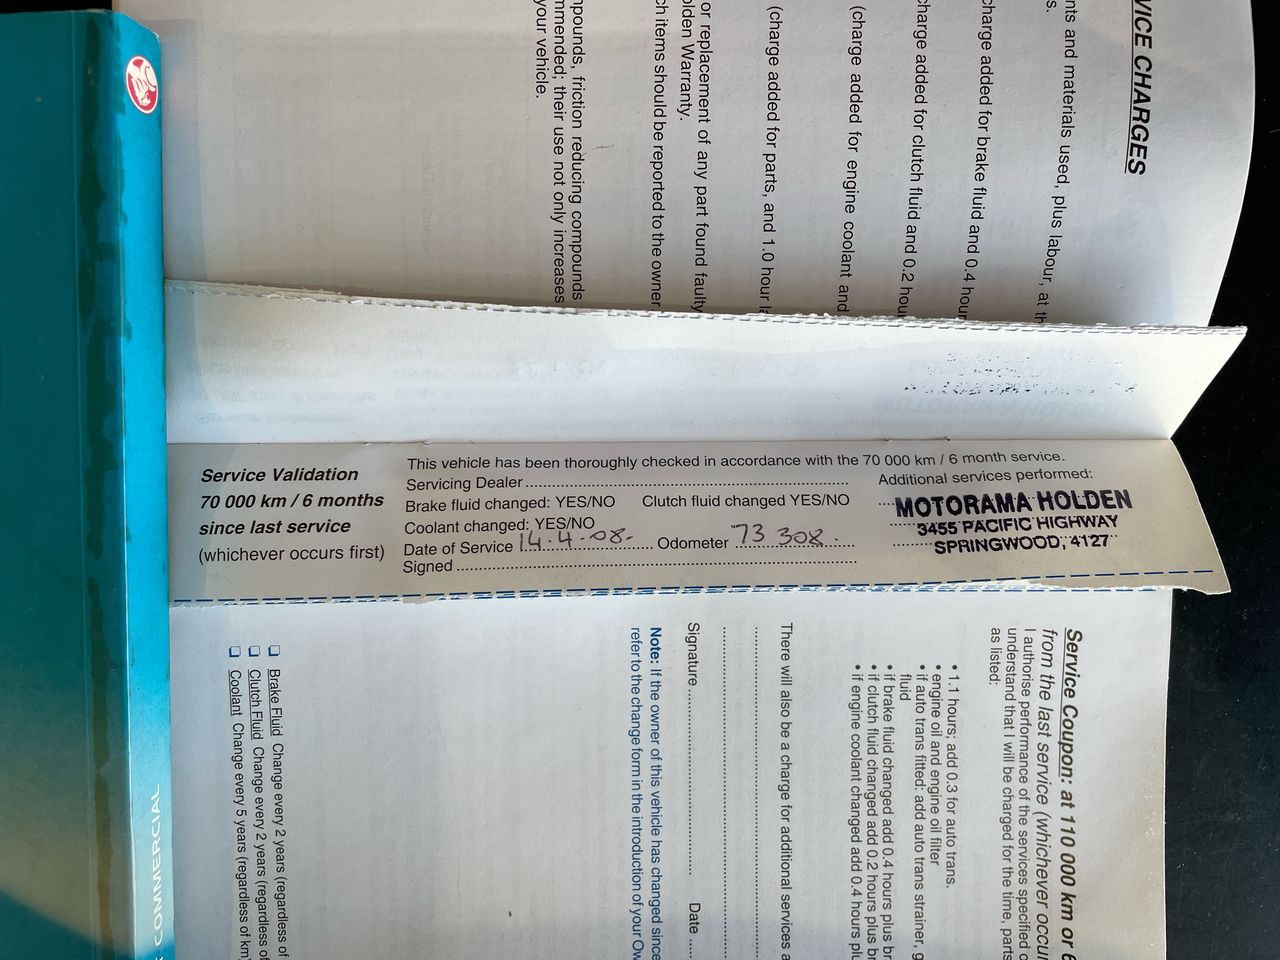 VICE CHARGES
nts and materials used, plus labour, at th
s.
charge added for brake fluid and 0.4 hour
charge added for clutch fluid and 0.2 hou
(charge added for engine coolant and
(charge added for parts, and 1.0 hour
or replacement of any part found faulty
olden Warranty.
ch items should be reported to the owner
pounds, friction reducing compounds
mmended; their use not only increases
your vehicle.
Service Validation
70 000 km / 6 months
since last service
(whichever occurs first)
This vehicle has been thoroughly checked in accordance with the 70 000 km / 6 month service.
Servicing Dealer
Brake fluid changed: YES/NO Clutch fluid changed YES/NO
Coolant changed: YES/NO
Date of Service 14.4.08. Odometer 73 308
Signed
Additional services performed:
MOTORAMA HOLDEN
3455 PACIFIC HIGHWAY
SPRINGWOOD, 4127
Service Coupon: at 110 000 km or 6
from the last service (whichever occur
I authorise performance of the services specified o
understand that I will be charged for the time, parts
as listed:
• 1.1 hours; add 0.3 for auto trans.
• engine oil and engine oil filter
• if auto trans fitted: add auto trans strainer, g
fluid
• if brake fluid changed add 0.4 hours plus br
• if clutch fluid changed add 0.2 hours plus b
• if engine coolant changed add 0.4 hours plu
There will also be a charge for additional services a
Signature Date
Note: If the owner of this vehicle has changed since
refer to the change form in the introduction of your Ow
Brake Fluid Change every 2 years (regardless of
Clutch Fluid Change every 2 years (regardless of
Coolant Change every 5 years (regardless of km
COMMERCIAL